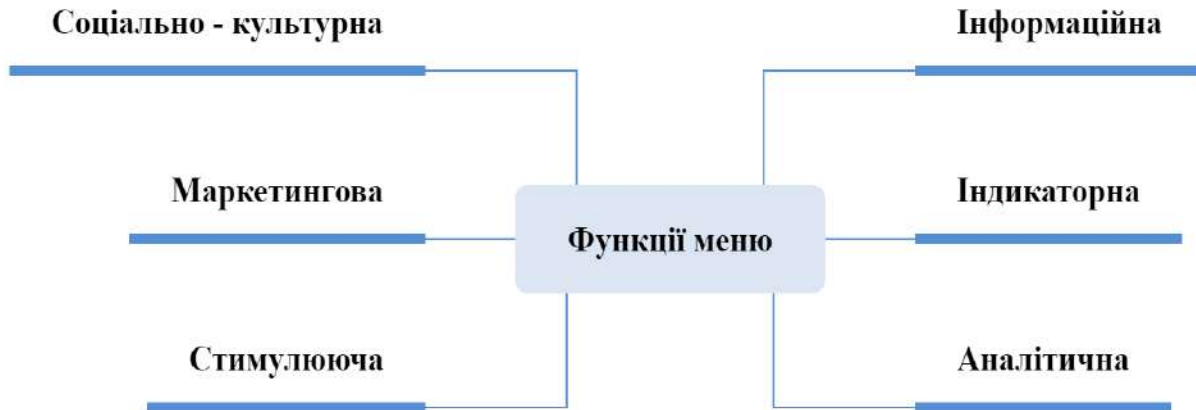 Соціально - культурна
Інформаційна
Маркетингова
Індикаторна
Функції меню
Стимулююча
Аналітична